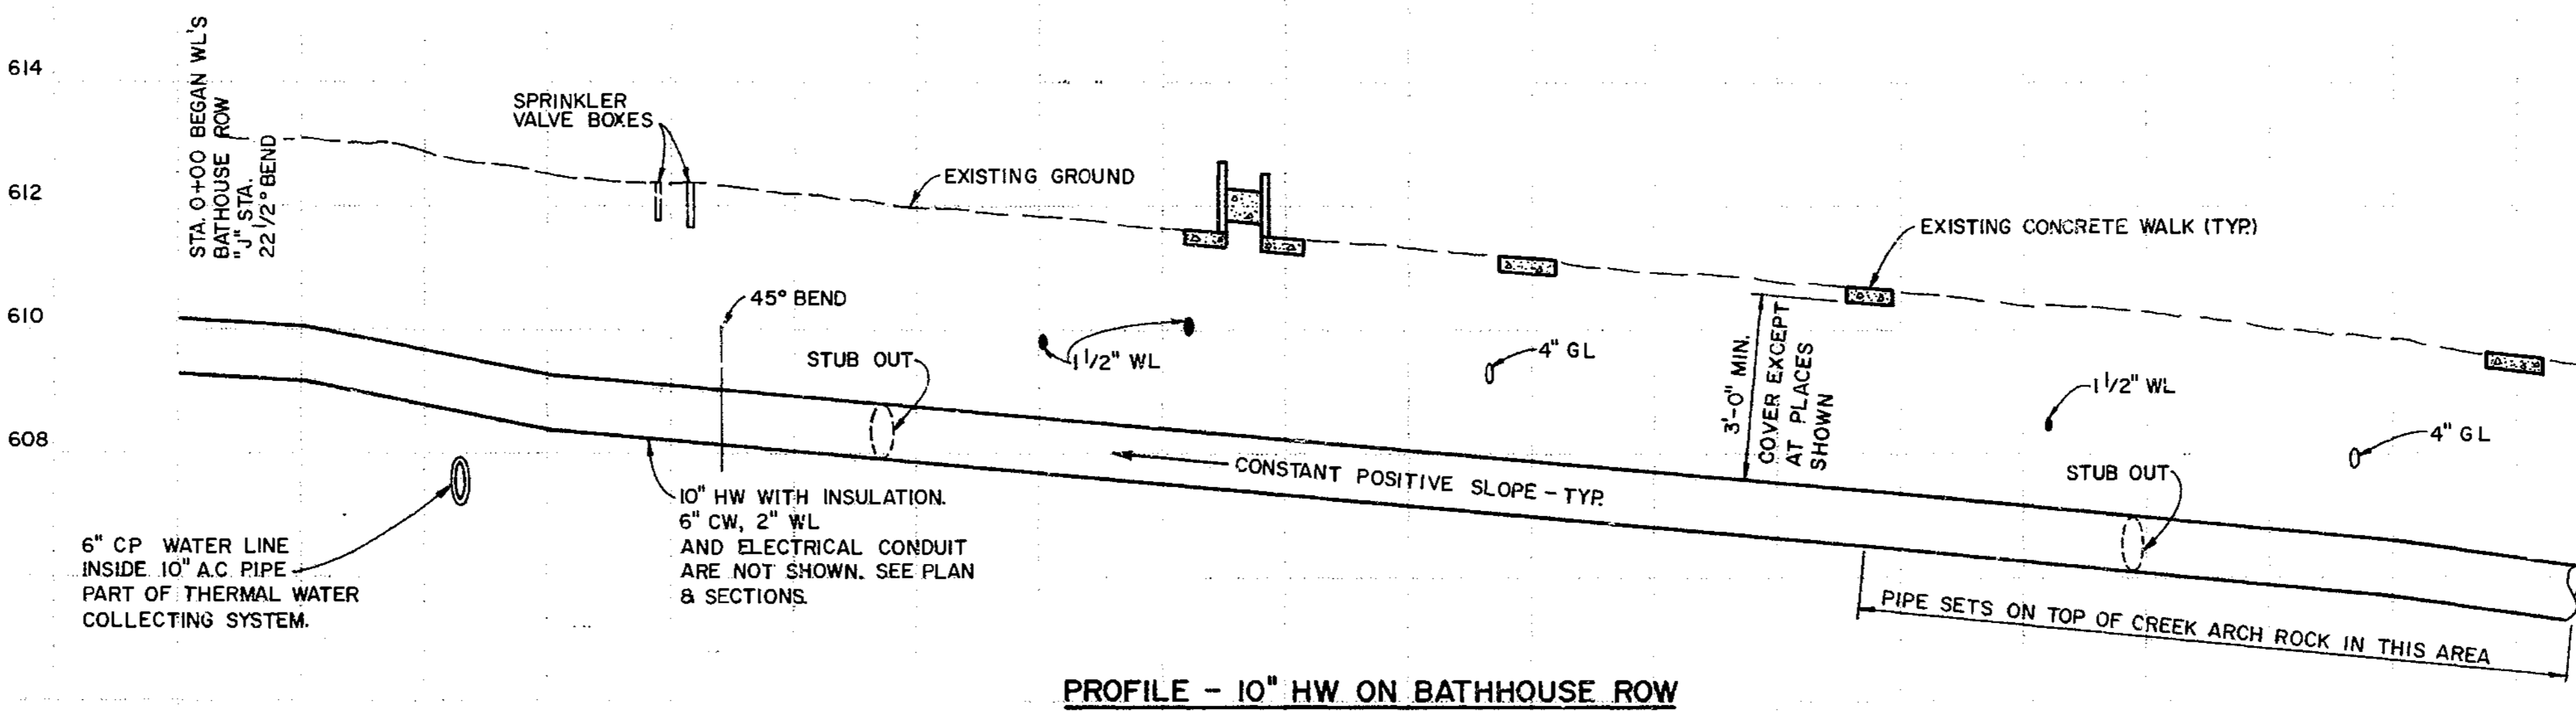 614
612
610
608
STA. 0+00 BEGAN WL'S
BATHOUSE ROW
"J" STA.
22 1/2° BEND
SPRINKLER
VALVE BOXES
EXISTING GROUND
EXISTING CONCRETE WALK (TYP.)
45° BEND
STUB OUT
1 1/2" WL
4" GL
3'-0" MIN.
COVER EXCEPT
AT PLACES
SHOWN
1 1/2" WL
4" GL
STUB OUT
CONSTANT POSITIVE SLOPE - TYP.
10" HW WITH INSULATION.
6" CW, 2" WL
AND ELECTRICAL CONDUIT
ARE NOT SHOWN. SEE PLAN
& SECTIONS.
6" CP WATER LINE
INSIDE 10" A.C. PIPE
PART OF THERMAL WATER
COLLECTING SYSTEM.
PIPE SETS ON TOP OF CREEK ARCH ROCK IN THIS AREA
PROFILE - 10" HW ON BATHHOUSE ROW